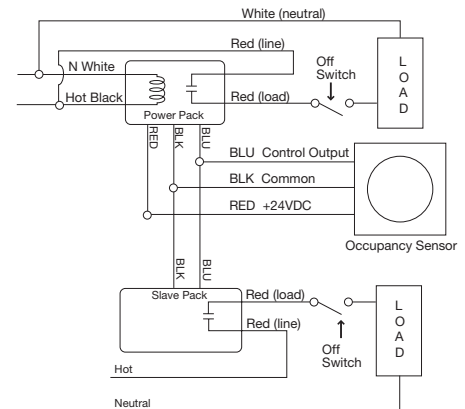 White (neutral)
Red (line)
Off
Switch
L
O
A
D
N White
Hot Black
Red (load)
Power Pack
RED
BLK
BLU
BLU Control Output
BLK Common
RED +24VDC
Occupancy Sensor
BLK
BLU
Slave Pack
Red (load)
Red (line)
L
O
A
D
Off
Switch
Hot
Neutral